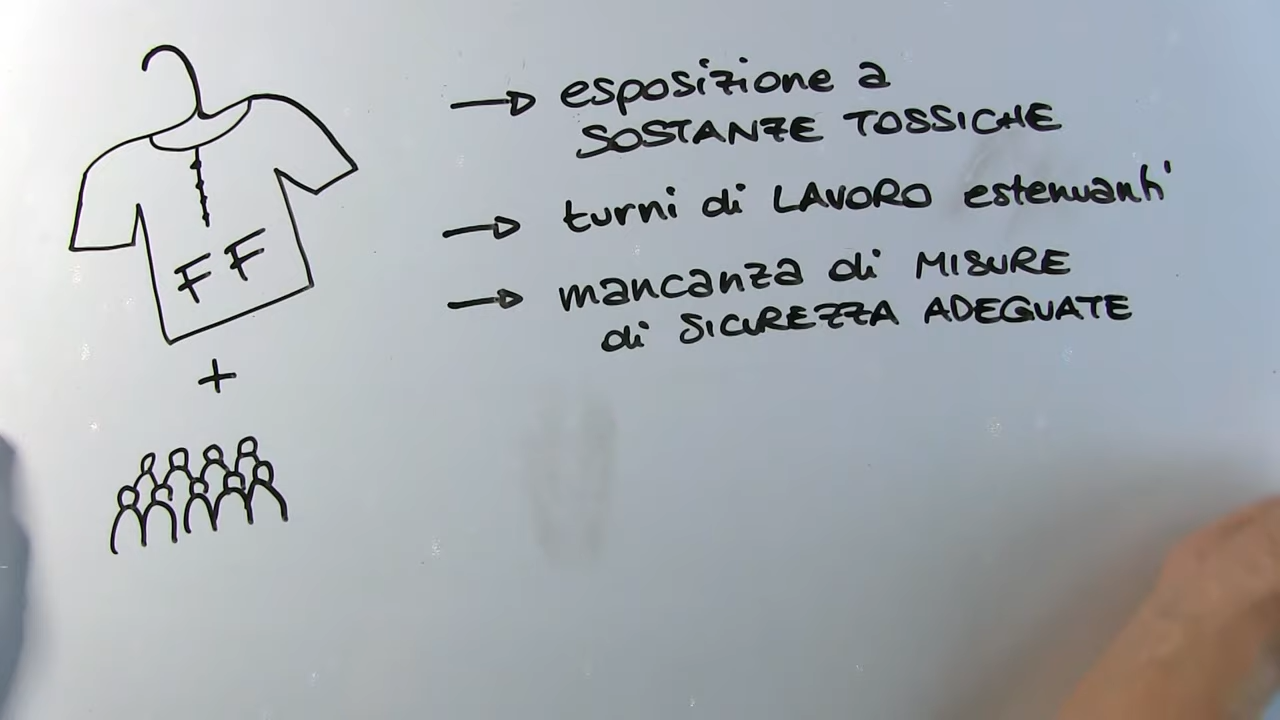 esposizione a
SOSTANZE TOSSICHE
turni di LAVORO estenuanti
mancanza di MISURE
di SICUREZZA ADEGUATE
FF
+